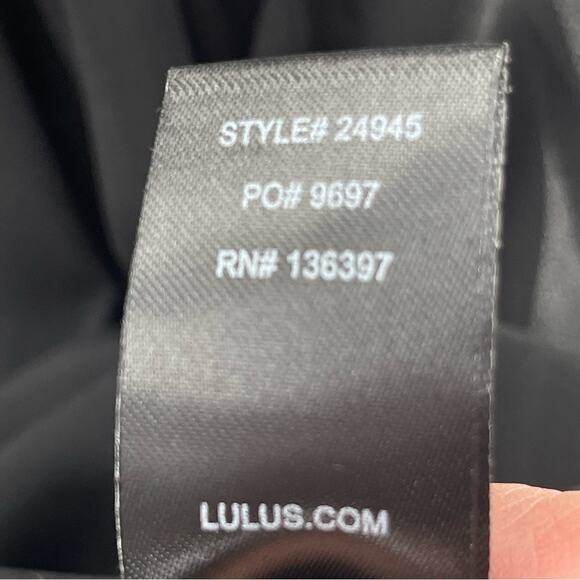 STYLE# 24945
PO# 9697
RN# 136397
LULUS.COM